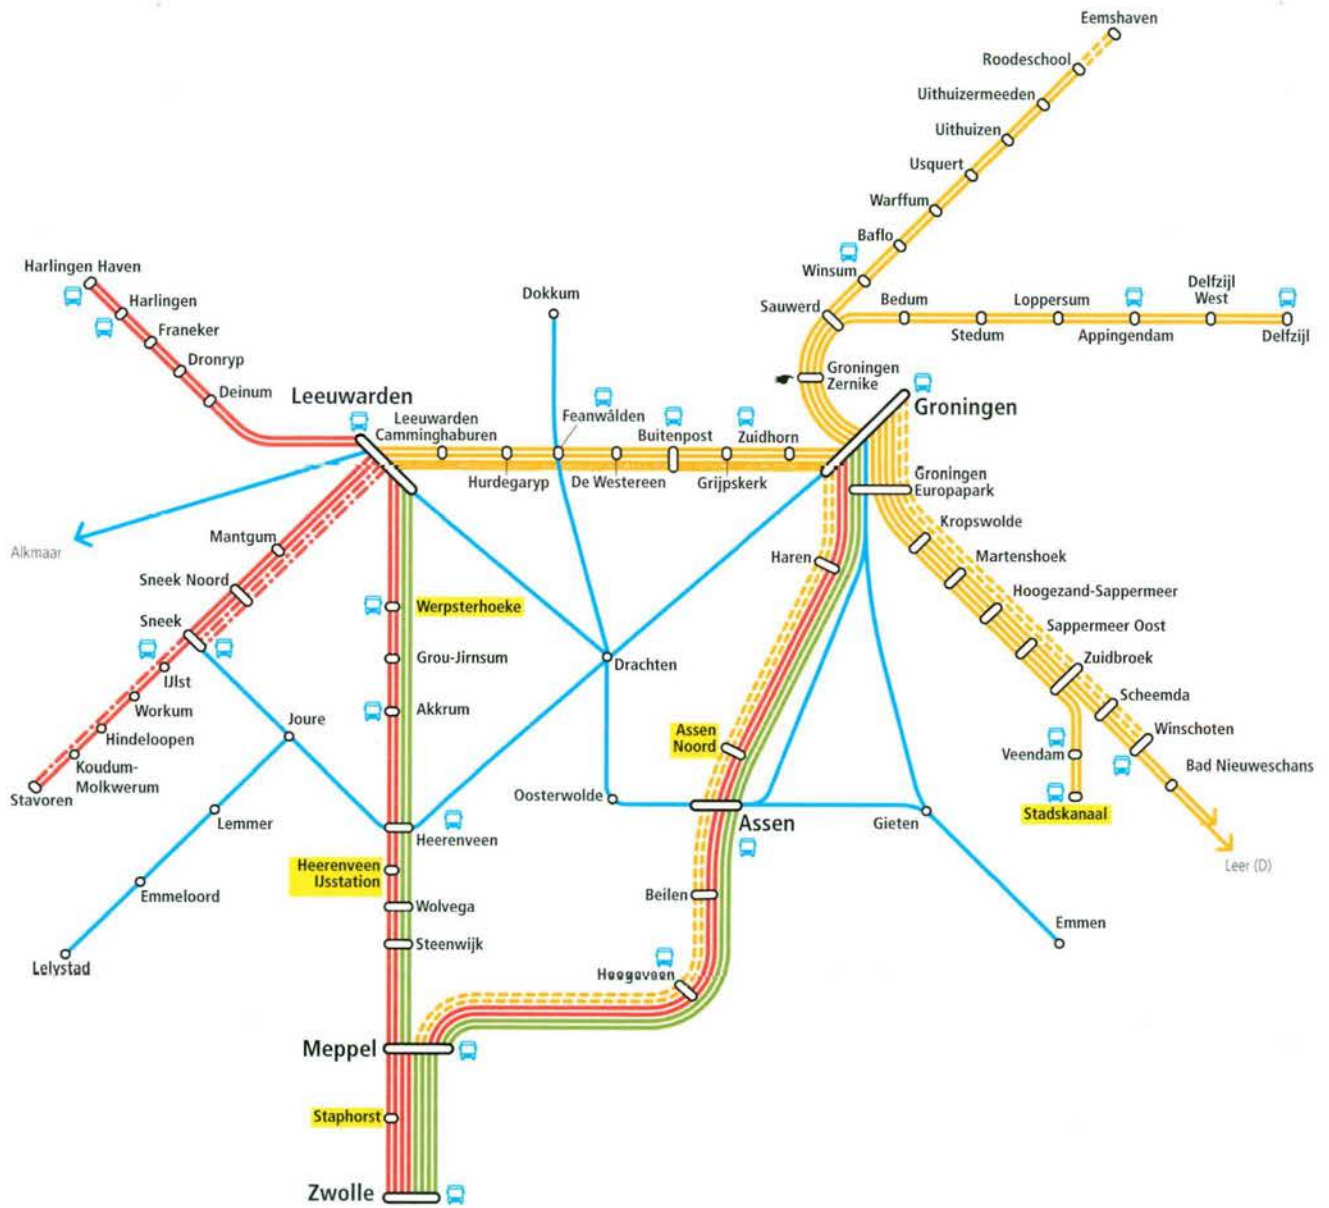 Eemshaven
Roodeschool
Uithuizermeeden
Uithuizen
Usquert
Warffum
Baflo
Winsum
Sauwerd
Bedum
Stedum
Loppersum
Appingendam
Delfzijl
West
Delfzijl
Groningen
Zernike
Groningen
Harlingen Haven
Harlingen
Franeker
Dronryp
Deinum
Leeuwarden
Leeuwarden
Camminghaburen
Hurdegaryp
Dokkum
Feanwâlden
De Westereen
Buitenpost
Grijpskerk
Zuidhorn
Groningen
Europapark
Kropswolde
Martenshoek
Hoogezand-Sappermeer
Sappermeer Oost
Zuidbroek
Scheemda
Winschoten
Bad Nieuweschans
Leer (D)
Veendam
Stadskanaal
Alkmaar
Mantgum
Sneek Noord
Sneek
IJlst
Workum
Hindeloopen
Koudum-
Molkwerum
Stavoren
Werpsterhoeke
Grou-Jirnsum
Akkrum
Joure
Lemmer
Emmeloord
Lelystad
Heerenveen
Heerenveen
IJsstation
Wolvega
Steenwijk
Drachten
Oosterwolde
Haren
Assen
Noord
Assen
Gieten
Emmen
Beilen
Hoogeveen
Meppel
Staphorst
Zwolle